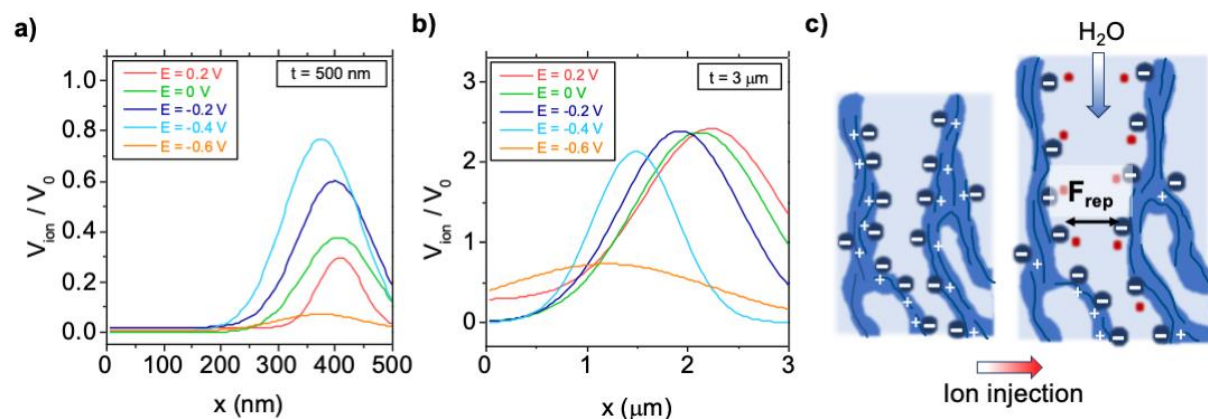 a)
t = 500 nm
E = 0.2 V
E = 0 V
E = -0.2 V
E = -0.4 V
E = -0.6 V
1.0
0.8
0.6
0.4
0.2
0.0
V_ion / V_0
0 100 200 300 400 500
x (nm)
b)
t = 3 μm
E = 0.2 V
E = 0 V
E = -0.2 V
E = -0.4 V
E = -0.6 V
3
2
1
0
V_ion / V_0
0 1 2 3
x (μm)
c)
H₂O
F_rep
Ion injection